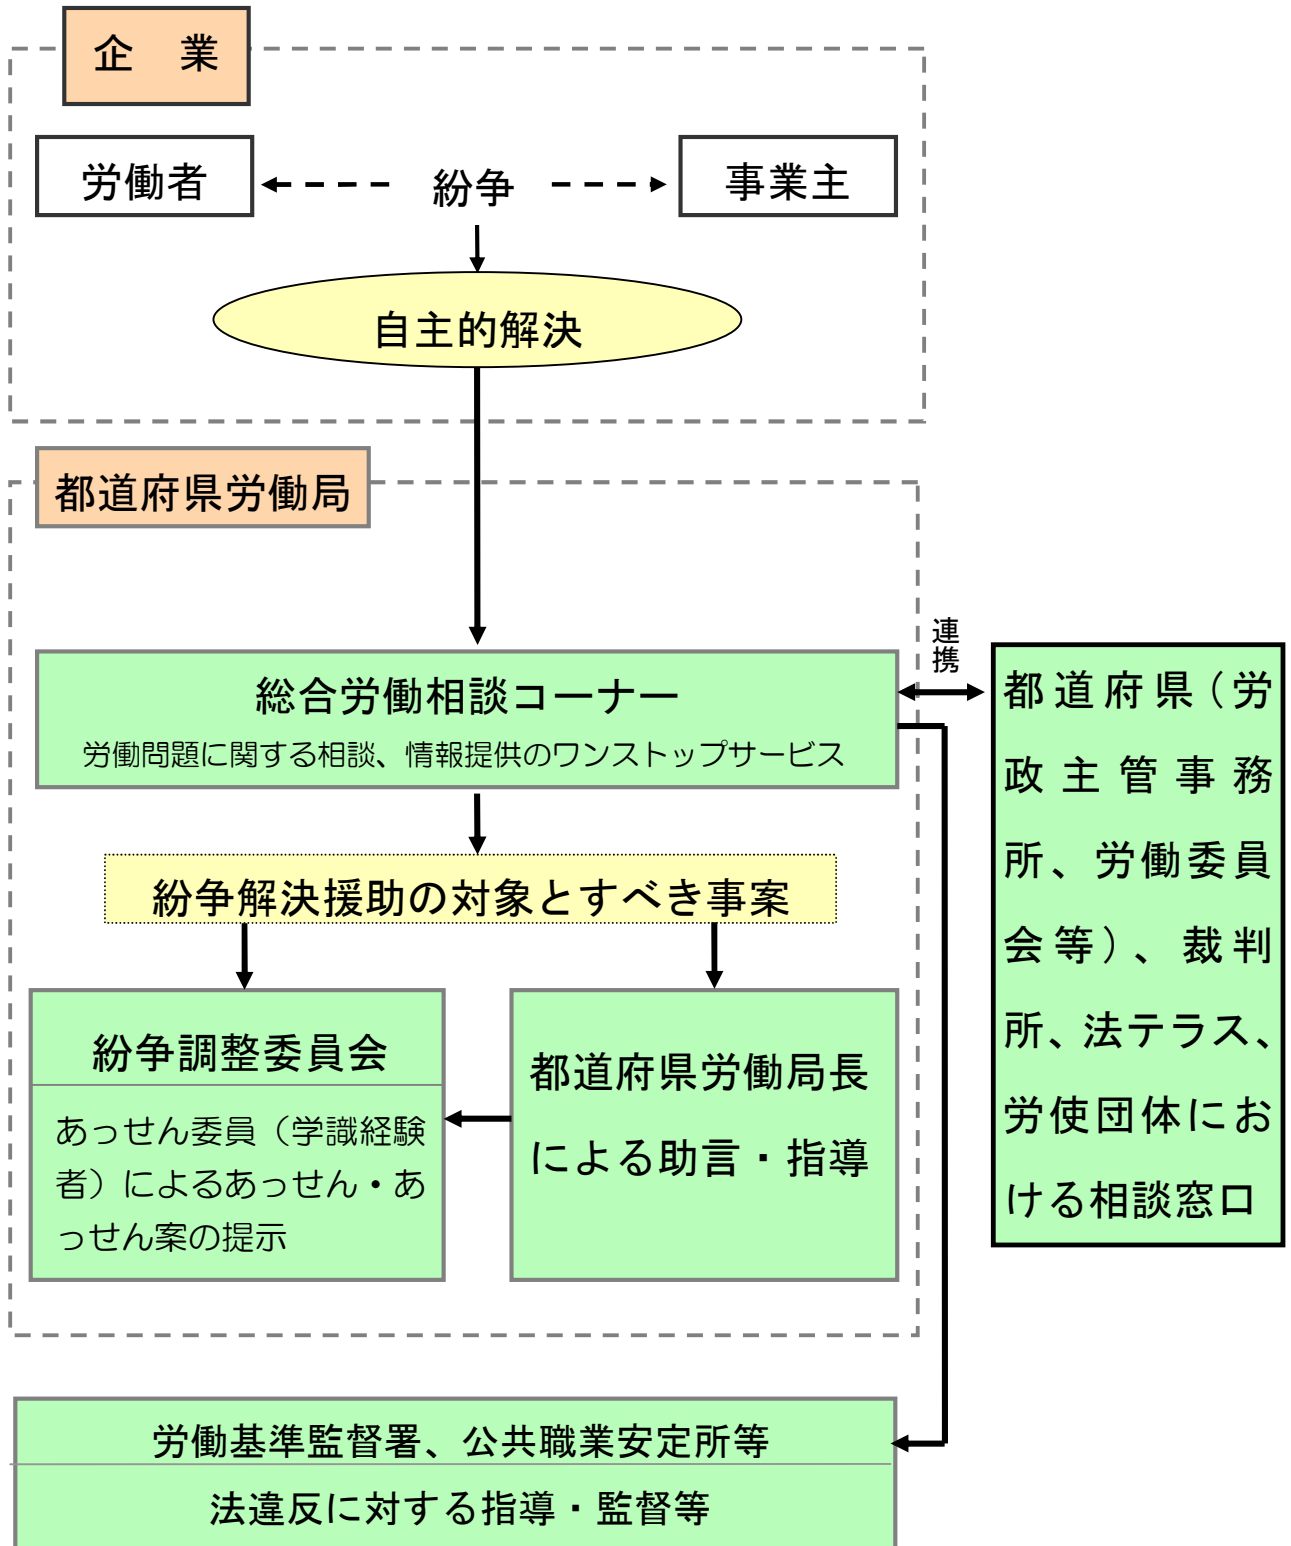 企　業
労働者
紛争
事業主
自主的解決
都道府県労働局
総合労働相談コーナー
労働問題に関する相談、情報提供のワンストップサービス
連携
都道府県（労
政主管事務
所、労働委員
会等）、裁判
所、法テラス、
労使団体にお
ける相談窓口
紛争解決援助の対象とすべき事案
紛争調整委員会
あっせん委員（学識経験
者）によるあっせん・あ
っせん案の提示
都道府県労働局長
による助言・指導
労働基準監督署、公共職業安定所等
法違反に対する指導・監督等